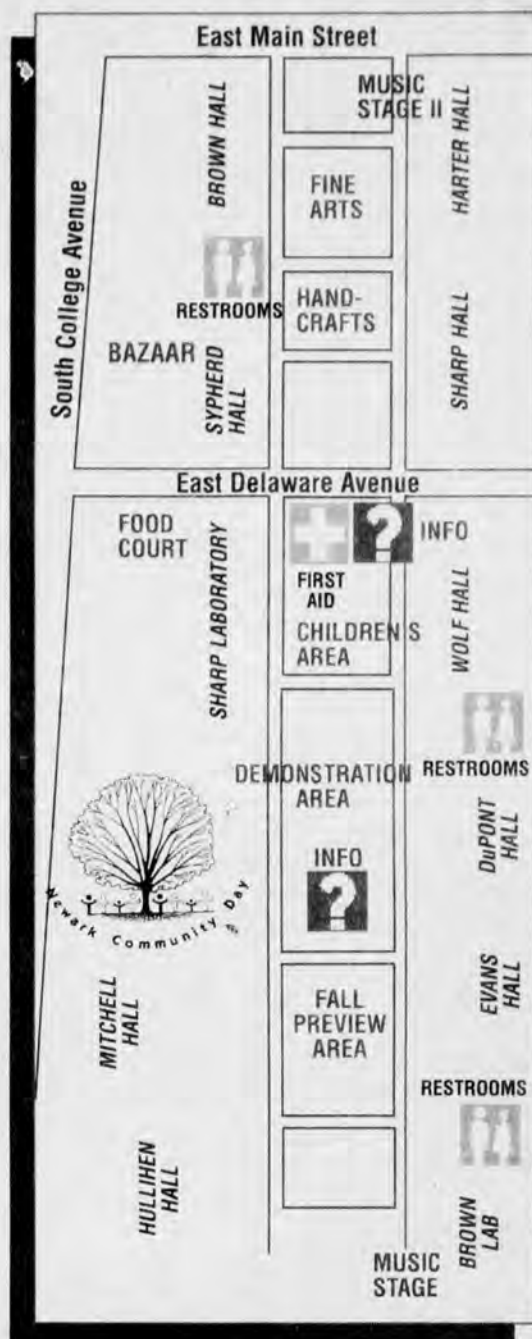 East Main Street
South College Avenue
BROWN HALL
MUSIC
STAGE II
HARTER HALL
FINE
ARTS
RESTROOMS
HAND-
CRAFTS
BAZAAR
SYPHERD
HALL
SHARP HALL
East Delaware Avenue
FOOD
COURT
SHARP LABORATORY
?
INFO
FIRST
AID
CHILDREN'S
AREA
WOLF HALL
RESTROOMS
DEMONSTRATION
AREA
INFO
?
DuPONT
HALL
Newark Community Day
MITCHELL
HALL
FALL
PREVIEW
AREA
EVANS
HALL
RESTROOMS
HULLIHEN
HALL
BROWN
LAB
MUSIC
STAGE